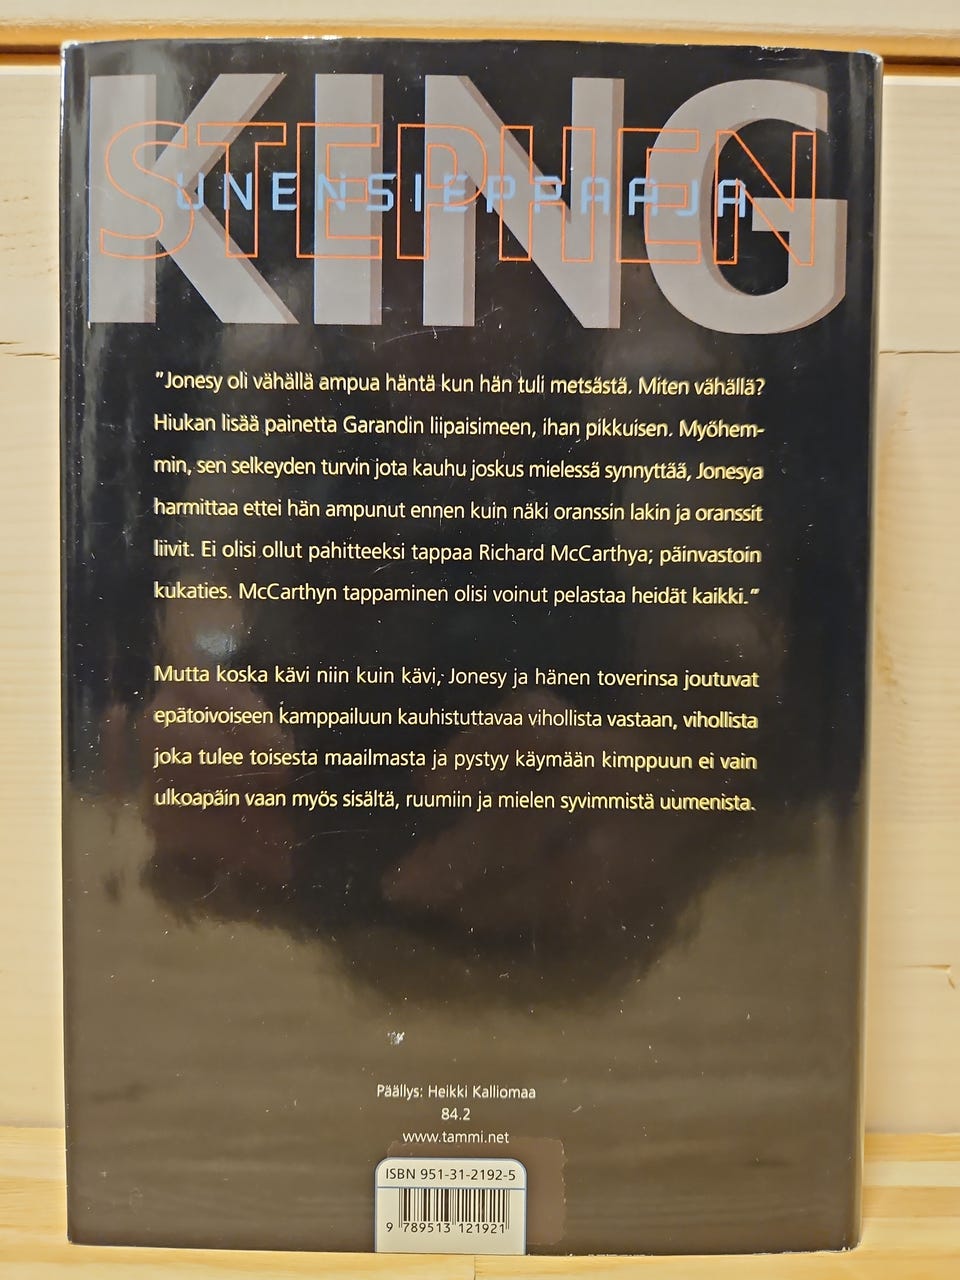 KING
STEPHEN
UNENSIEPPAAJA
"Jonesy oli vähällä ampua häntä kun hän tuli metsästä. Miten vähällä?
Hiukan lisää painetta Garandin liipaisimeen, ihan pikkuisen. Myöhem-
min, sen selkeyden turvin jota kauhu joskus mielessä synnyttää, Jonesya
harmittaa ettei hän ampunut ennen kuin näki oranssin lakin ja oranssit
liivit. Ei olisi ollut pahitteeksi tappaa Richard McCarthya; päinvastoin
kukaties. McCarthyn tappaminen olisi voinut pelastaa heidät kaikki."
Mutta koska kävi niin kuin kävi, Jonesy ja hänen toverinsa joutuvat
epätoivoiseen kamppailuun kauhistuttavaa vihollista vastaan, vihollista
joka tulee toisesta maailmasta ja pystyy käymään kimppuun ei vain
ulkoapäin vaan myös sisältä, ruumiin ja mielen syvimmistä uumenista.
Päällys: Heikki Kalliomaa
84.2
www.tammi.net
ISBN 951-31-2192-5
9 789513 121921